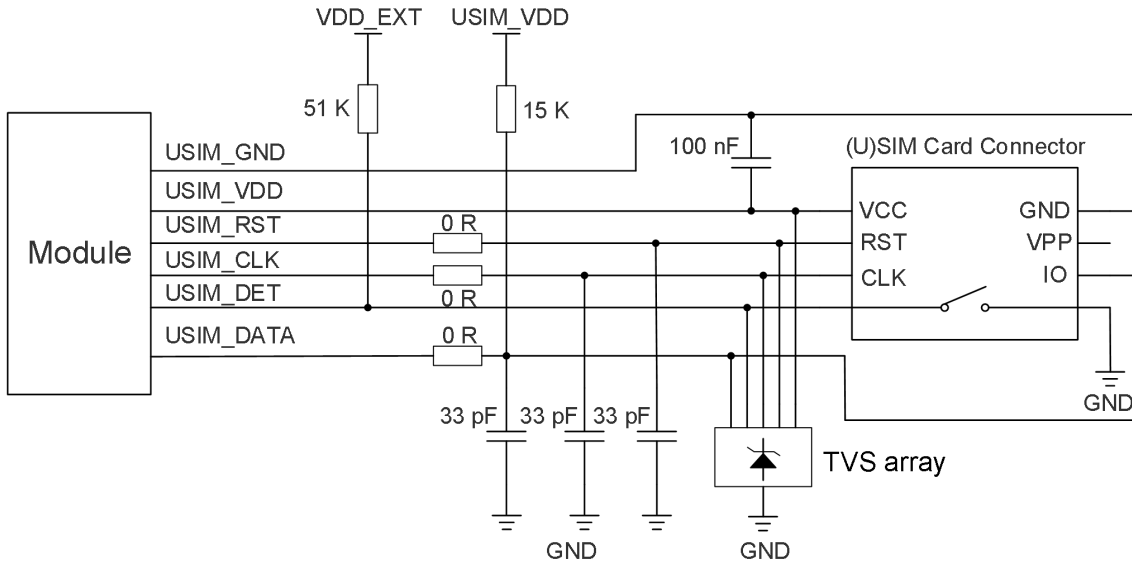 VDD_EXT
USIM_VDD
51 K
15 K
100 nF
(U)SIM Card Connector
Module
USIM_GND
USIM_VDD
USIM_RST
USIM_CLK
USIM_DET
USIM_DATA
0 R
0 R
0 R
VCC
RST
CLK
GND
VPP
IO
GND
33 pF
33 pF
33 pF
TVS array
GND
GND